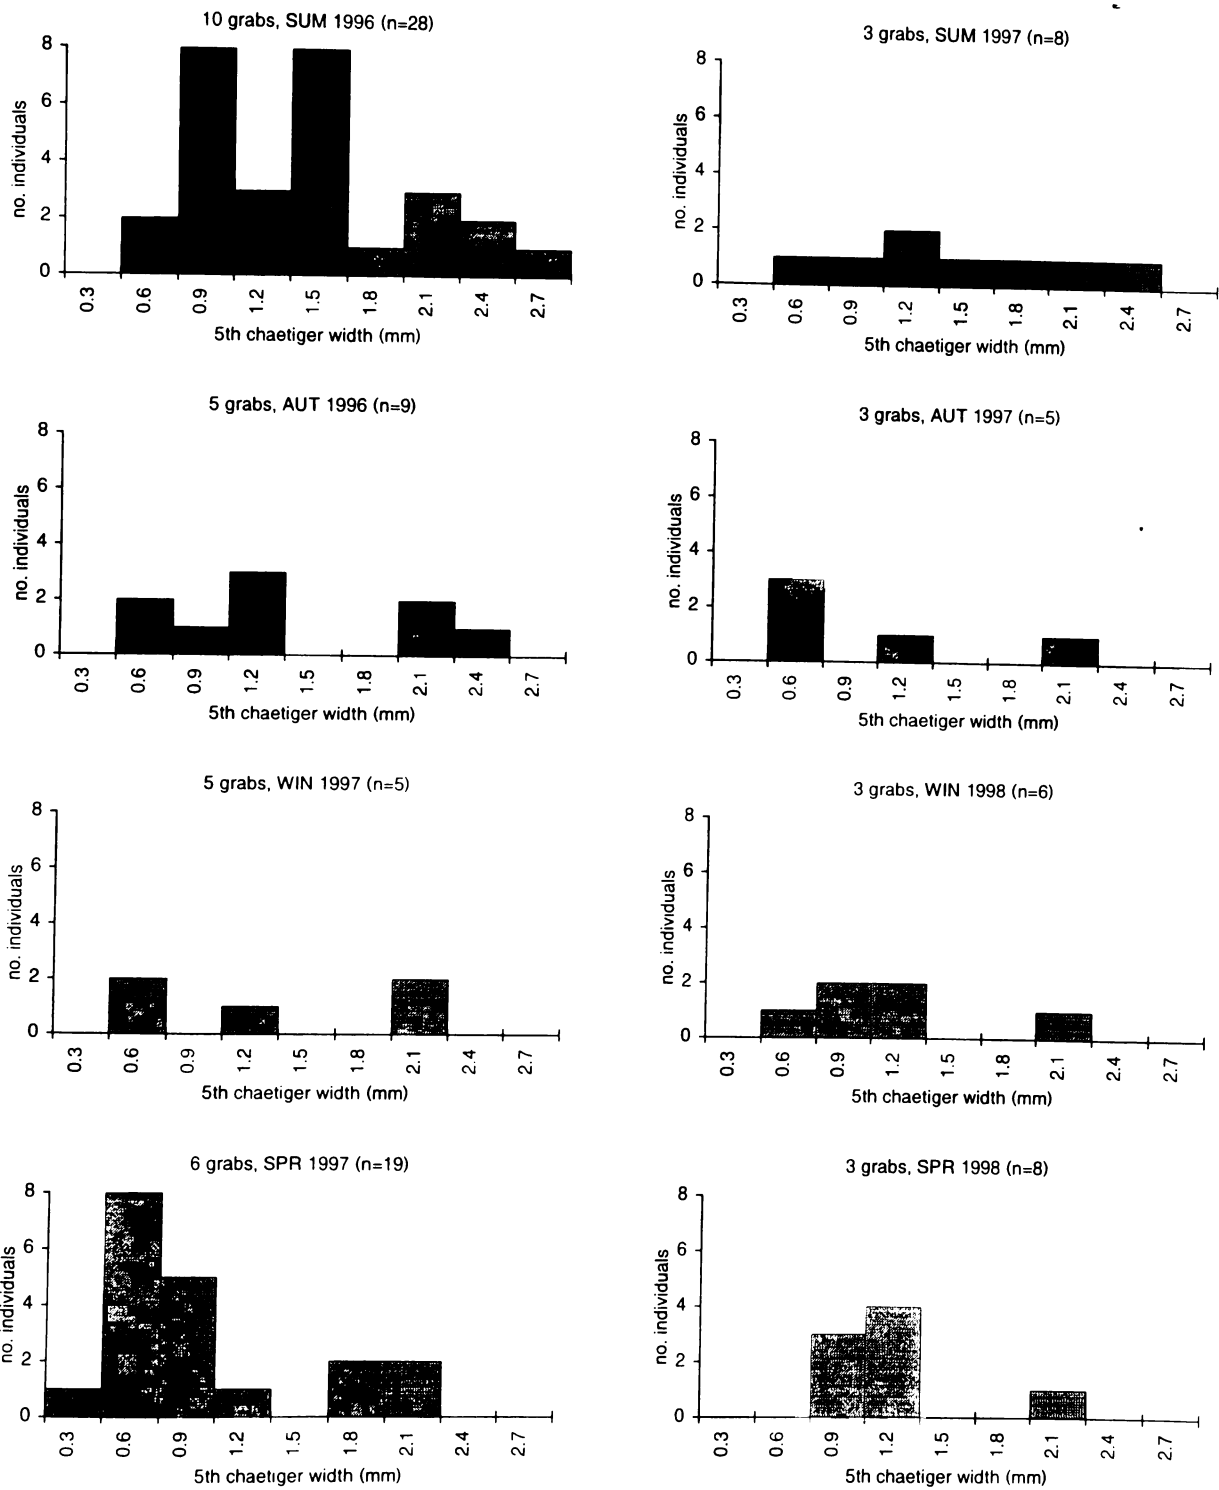 10 grabs, SUM 1996 (n=28)
8
6
4
2
0
no. individuals
0.3 0.6 0.9 1.2 1.5 1.8 2.1 2.4 2.7
5th chaetiger width (mm)
3 grabs, SUM 1997 (n=8)
8
6
4
2
0
no. individuals
0.3 0.6 0.9 1.2 1.5 1.8 2.1 2.4 2.7
5th chaetiger width (mm)
5 grabs, AUT 1996 (n=9)
8
6
4
2
0
no. individuals
0.3 0.6 0.9 1.2 1.5 1.8 2.1 2.4 2.7
5th chaetiger width (mm)
3 grabs, AUT 1997 (n=5)
8
6
4
2
0
no. individuals
0.3 0.6 0.9 1.2 1.5 1.8 2.1 2.4 2.7
5th chaetiger width (mm)
5 grabs, WIN 1997 (n=5)
8
6
4
2
0
no. individuals
0.3 0.6 0.9 1.2 1.5 1.8 2.1 2.4 2.7
5th chaetiger width (mm)
3 grabs, WIN 1998 (n=6)
8
6
4
2
0
no. individuals
0.3 0.6 0.9 1.2 1.5 1.8 2.1 2.4 2.7
5th chaetiger width (mm)
6 grabs, SPR 1997 (n=19)
8
6
4
2
0
no. individuals
0.3 0.6 0.9 1.2 1.5 1.8 2.1 2.4 2.7
5th chaetiger width (mm)
3 grabs, SPR 1998 (n=8)
8
6
4
2
0
no. individuals
0.3 0.6 0.9 1.2 1.5 1.8 2.1 2.4 2.7
5th chaetiger width (mm)